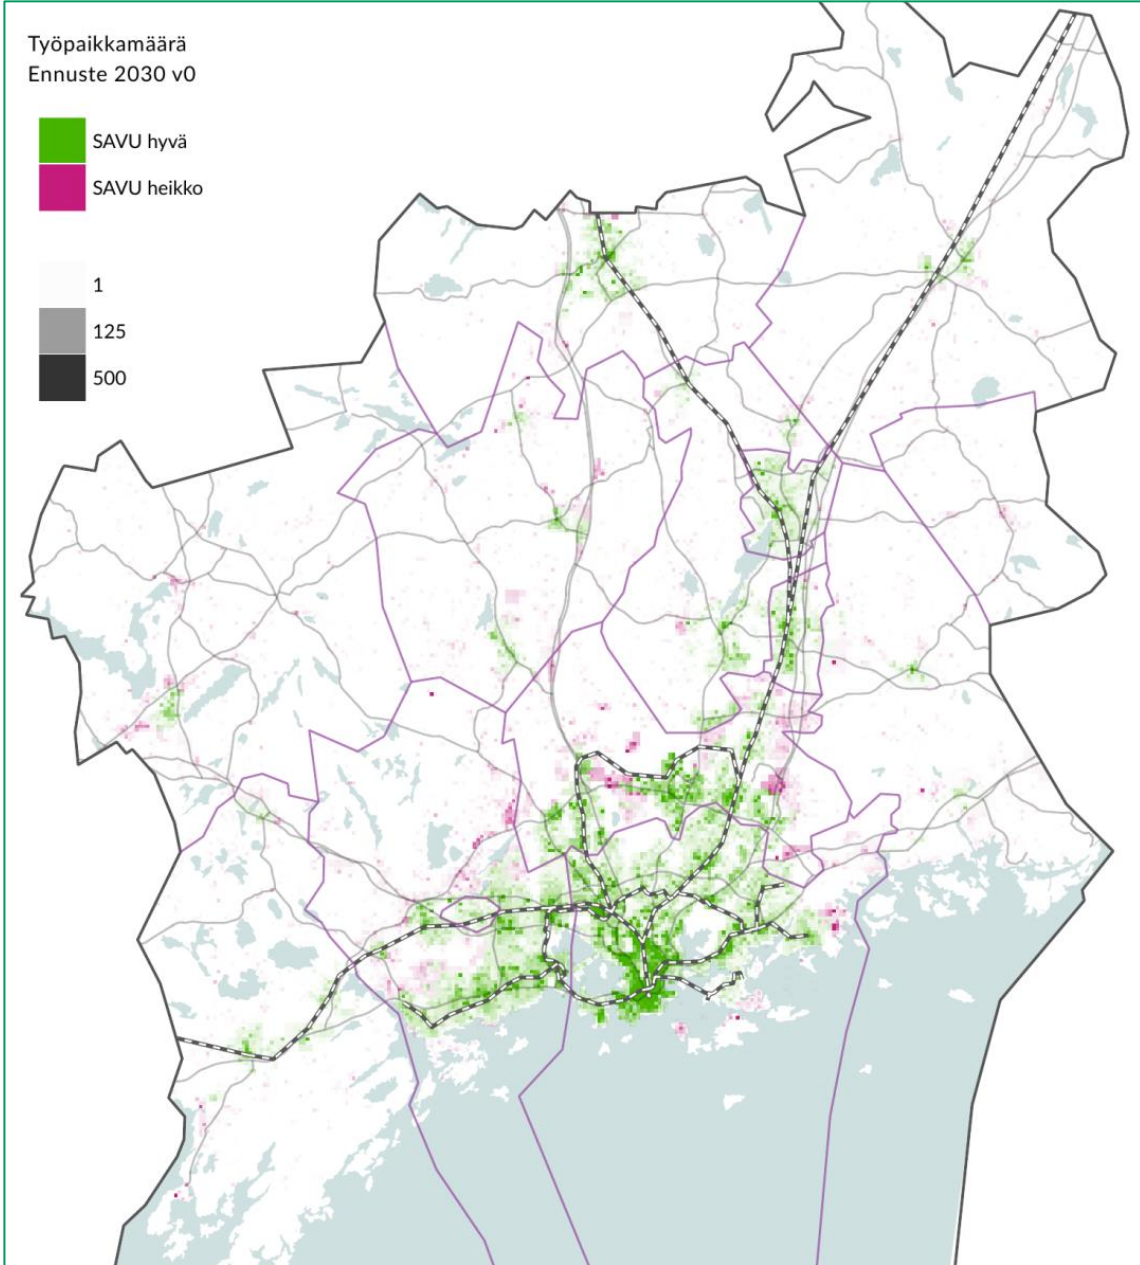 Työpaikkamäärä
Ennuste 2030 v0
SAVU hyvä
SAVU heikko
1
125
500